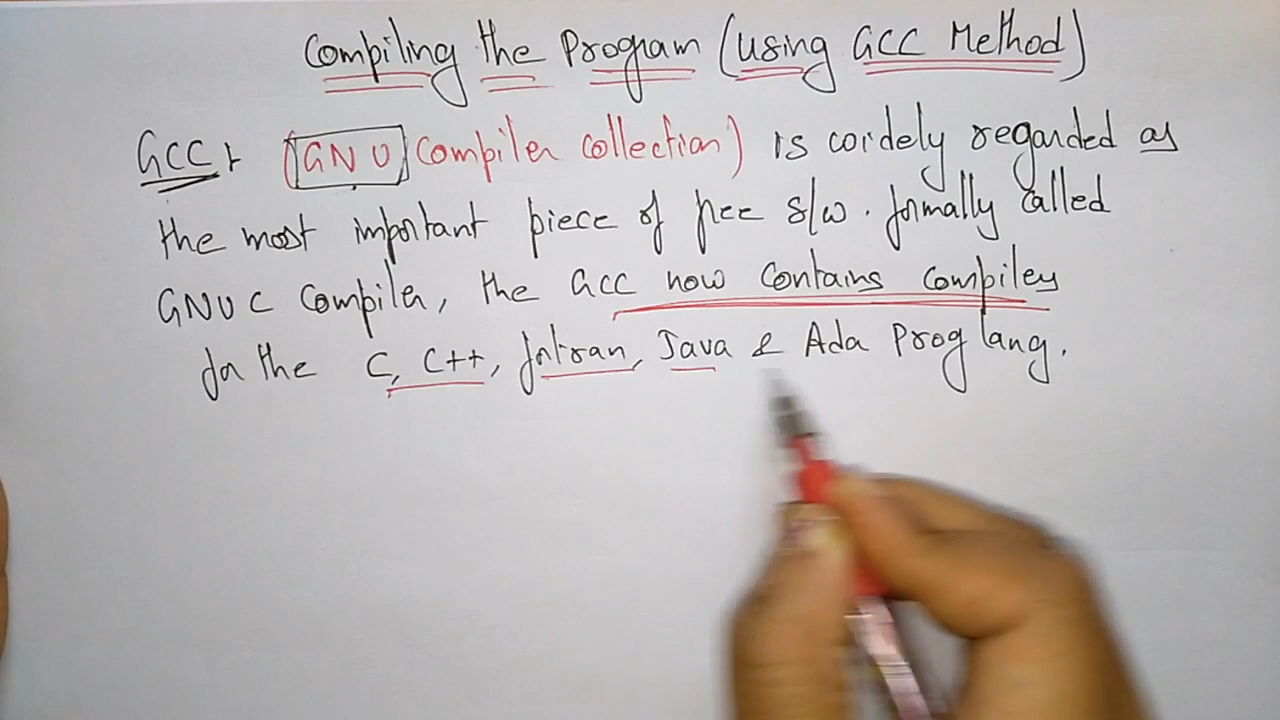 Compiling the Program (using GCC Method)
GCC: (GNU Compiler collection) is cordely regarded as
the most important piece of free s/w. formally called
GNU C Compiler, the GCC now contains compilers
for the C, C++, fortran, Java & Ada Prog lang.